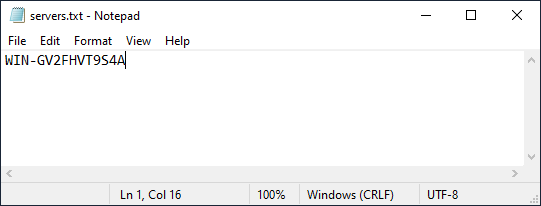 servers.txt - Notepad
File Edit Format View Help
WIN-GV2FHVT9S4A
Ln 1, Col 16 100% Windows (CRLF) UTF-8